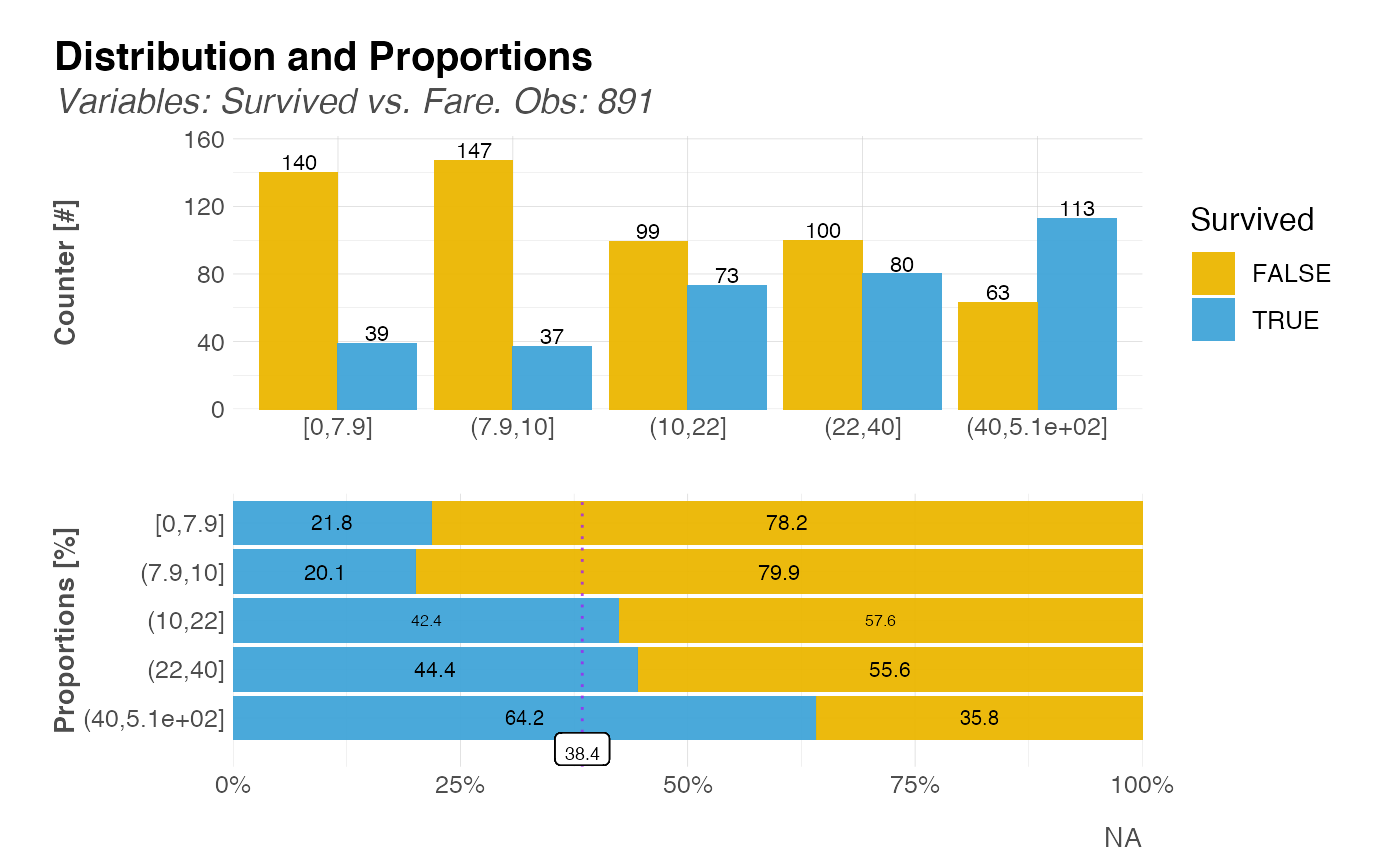 Distribution and Proportions
Variables: Survived vs. Fare. Obs: 891
Counter [#]
160
120
80
40
0
140
39
147
37
99
73
100
80
63
113
[0,7.9]
(7.9,10]
(10,22]
(22,40]
(40,5.1e+02]
Survived
FALSE
TRUE
Proportions [%]
[0,7.9] 21.8 78.2
(7.9,10] 20.1 79.9
(10,22] 42.4 57.6
(22,40] 44.4 55.6
(40,5.1e+02] 64.2 35.8
38.4
0% 25% 50% 75% 100%
NA